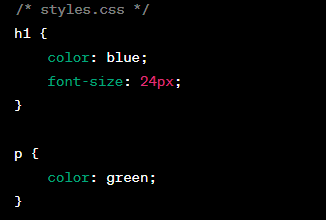 /* styles.css */
h1 {
    color: blue;
    font-size: 24px;
}

p {
    color: green;
}